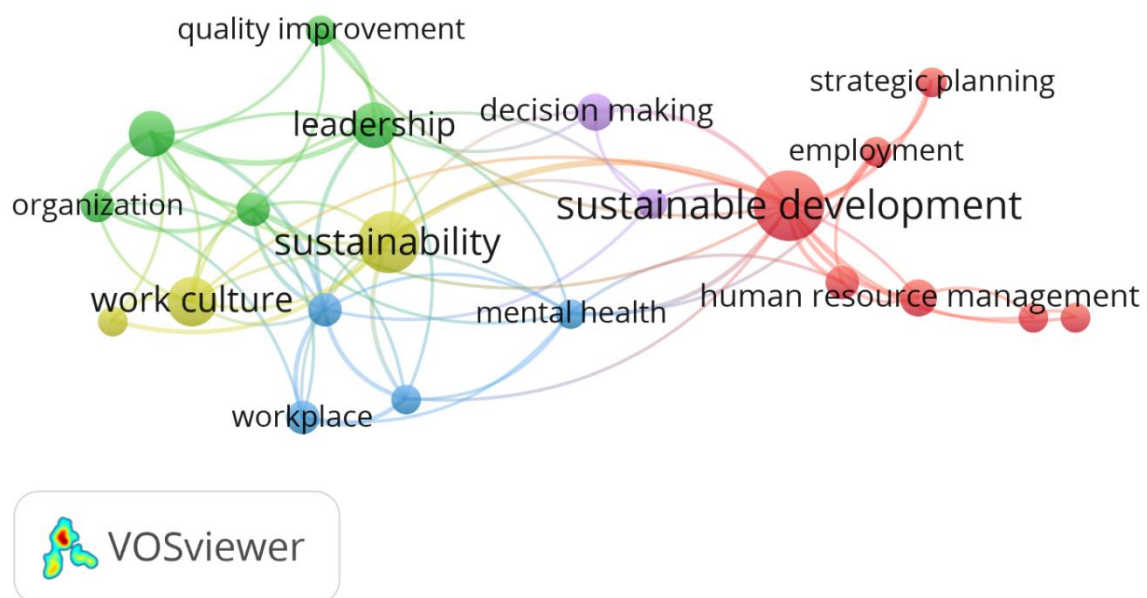 quality improvement
strategic planning
leadership
decision making
employment
organization
sustainable development
sustainability
work culture
human resource management
mental health
workplace
VOSviewer